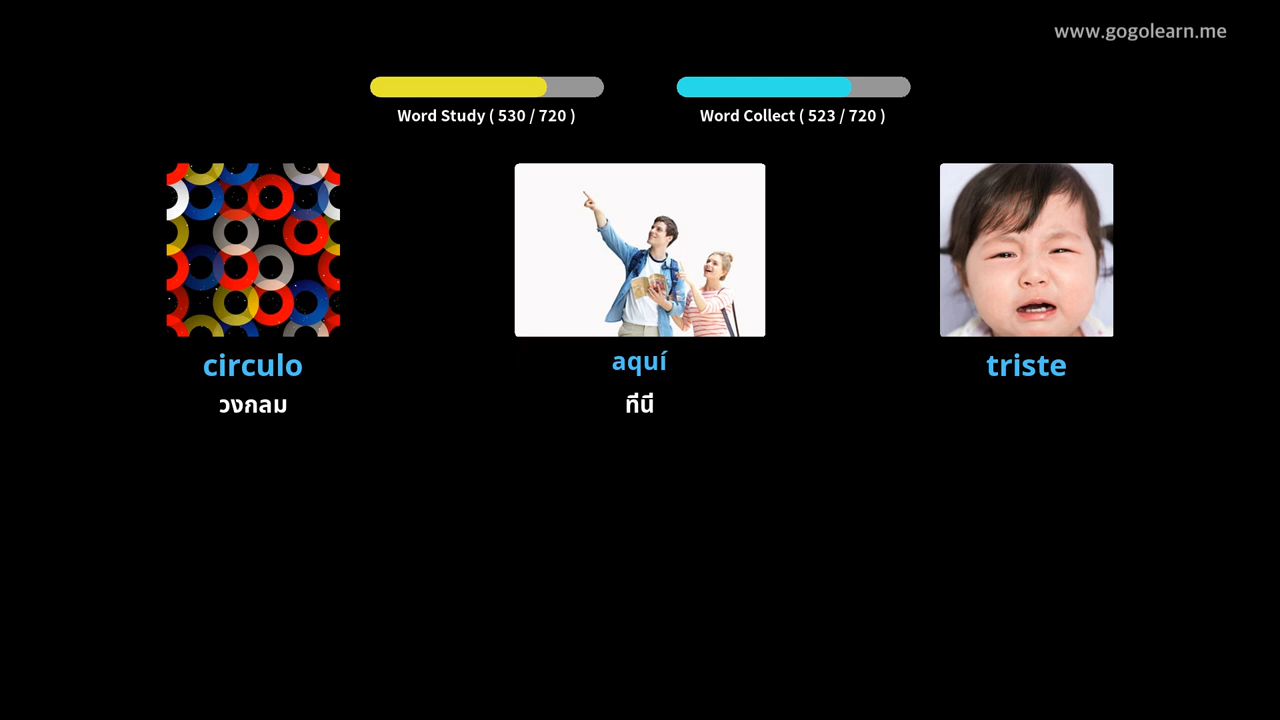 www.gogolearn.me
Word Study ( 530 / 720 )
Word Collect ( 523 / 720 )
circulo
aquí
triste
วงกลม
ที่นี่